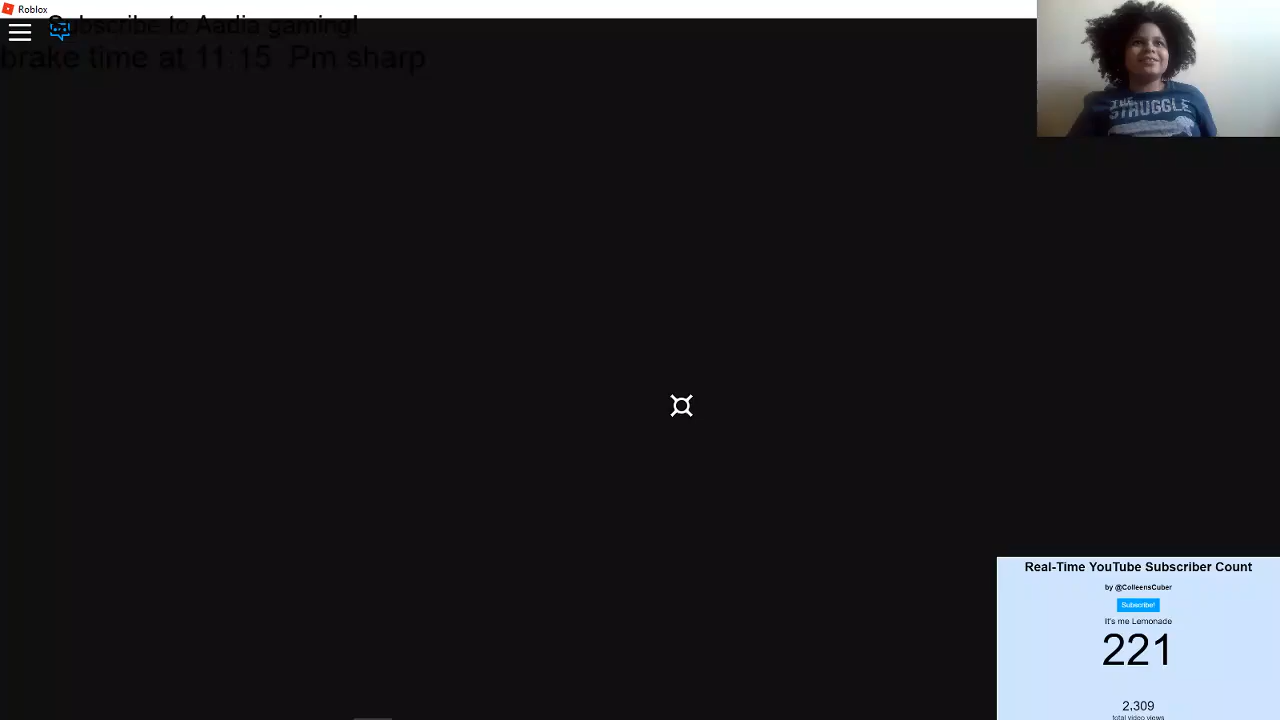 Roblox
Subscribe to Aadia gaming!
brake time at 11:15 Pm sharp
THE
STRUGGLE
Real-Time YouTube Subscriber Count
by @ColleensCuber
Subscribe!
It's me Lemonade
221
2,309
total video views